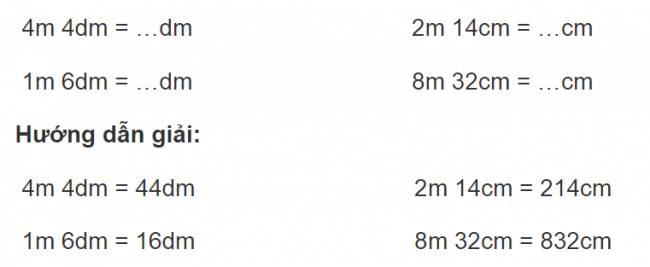 4m 4dm = …dm 2m 14cm = …cm
1m 6dm = …dm 8m 32cm = …cm
Hướng dẫn giải:
4m 4dm = 44dm 2m 14cm = 214cm
1m 6dm = 16dm 8m 32cm = 832cm